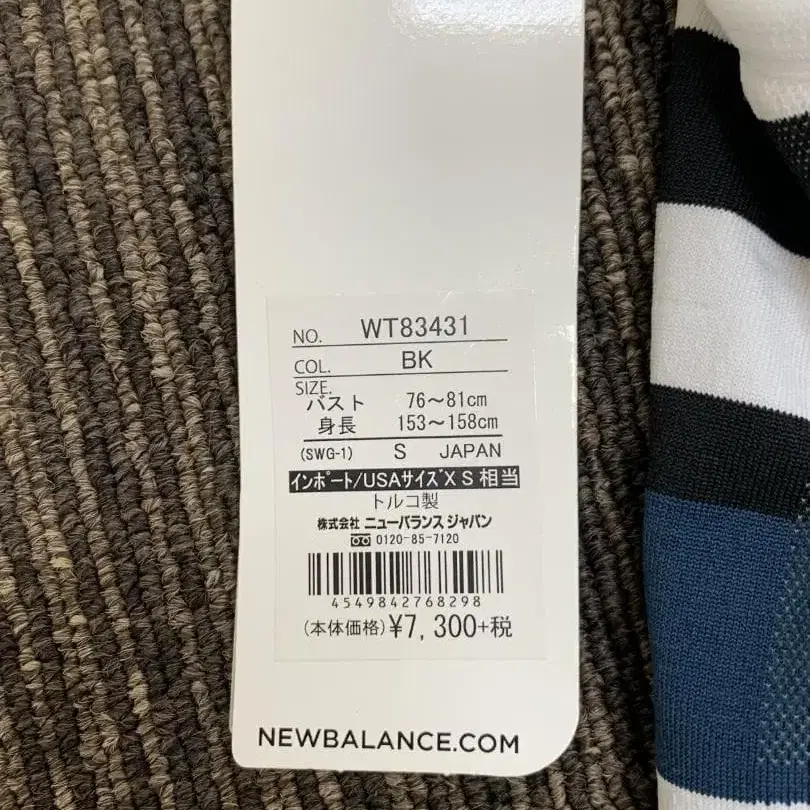 NO. WT83431
COL. BK
SIZE.
バスト 76～81cm
身長 153～158cm
(SWG-1) S JAPAN
インポート/USAサイズXS相当
トルコ製
株式会社 ニューバランス ジャパン
0120-85-7120
4549842768298
(本体価格)¥7,300+税
NEWBALANCE.COM